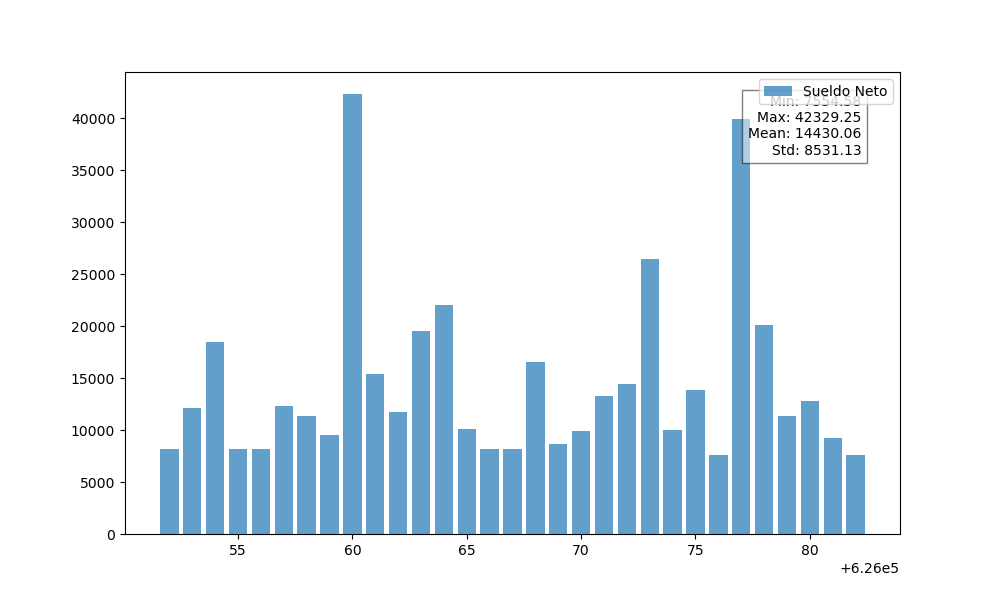 Sueldo Neto
Min: 7554.58
Max: 42329.25
Mean: 14430.06
Std: 8531.13
40000
35000
30000
25000
20000
15000
10000
5000
0
55 60 65 70 75 80
+6.26e5